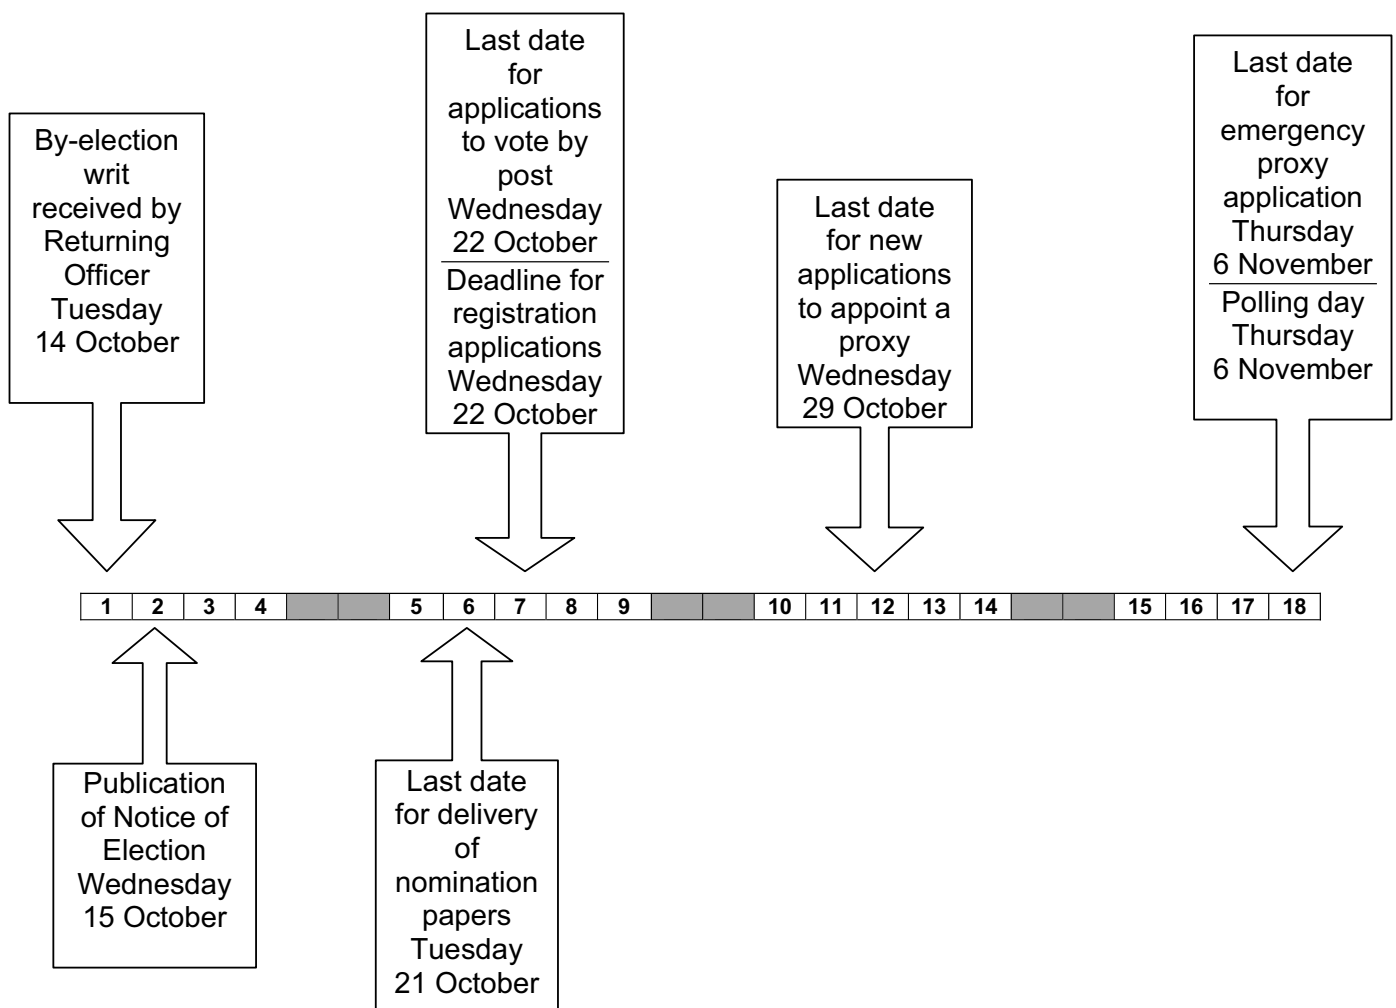 By-election
writ
received by
Returning
Officer
Tuesday
14 October
Last date
for
applications
to vote by
post
Wednesday
22 October
Deadline for
registration
applications
Wednesday
22 October
Last date
for new
applications
to appoint a
proxy
Wednesday
29 October
Last date
for
emergency
proxy
application
Thursday
6 November
Polling day
Thursday
6 November
1 2 3 4 5 6 7 8 9 10 11 12 13 14 15 16 17 18
Publication
of Notice of
Election
Wednesday
15 October
Last date
for delivery
of
nomination
papers
Tuesday
21 October